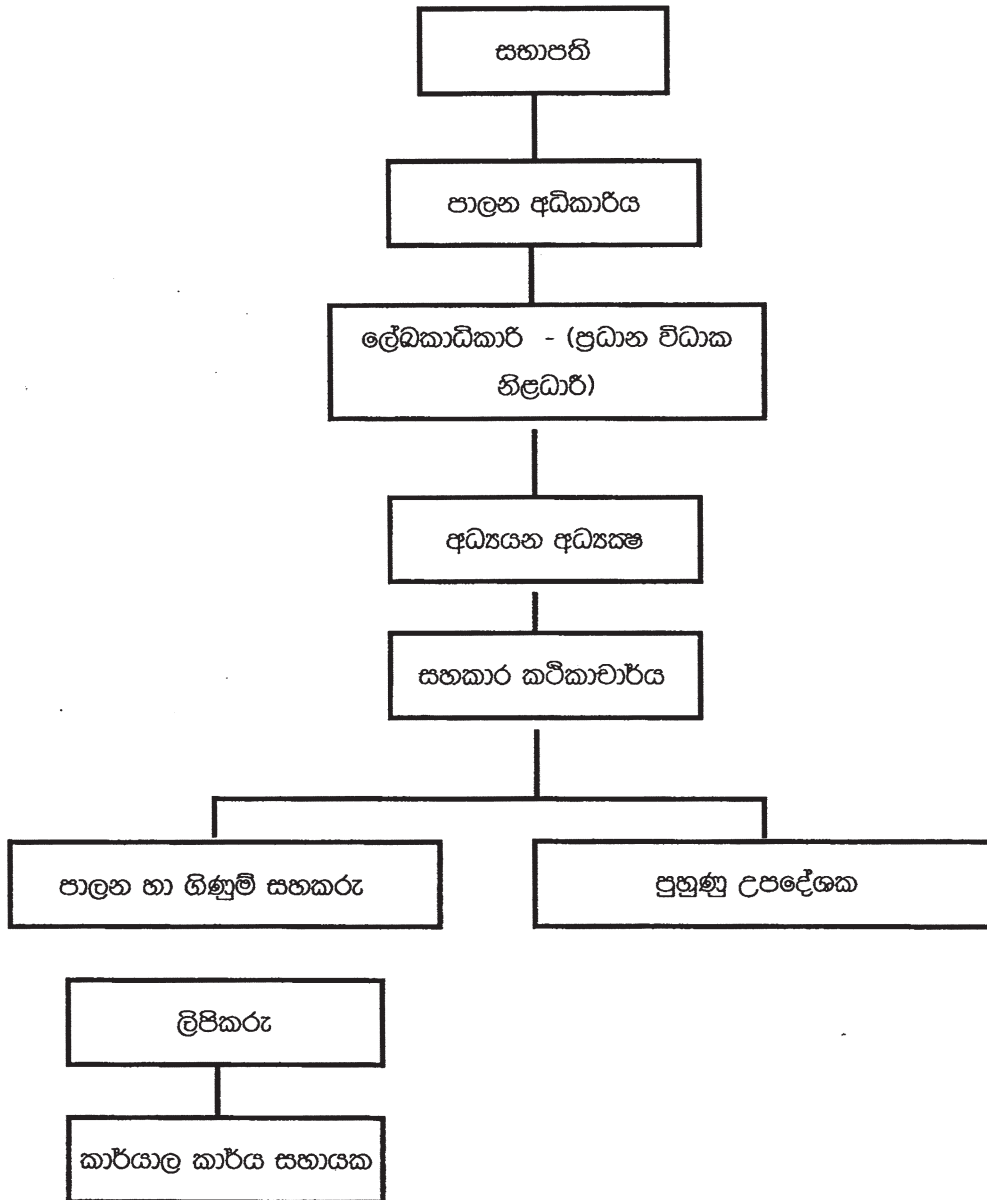 සභාපති
පාලන අධිකාරිය
ලේඛකාධිකාරි - (ප්‍රධාන විධාක
නිළධාරී)
අධ්‍යයන අධ්‍යක්ෂ
සහකාර කථිකාචාර්ය
පාලන හා ගිණුම් සහකරු
පුහුණු උපදේශක
ලිපිකරු
කාර්යාල කාර්ය සහායක